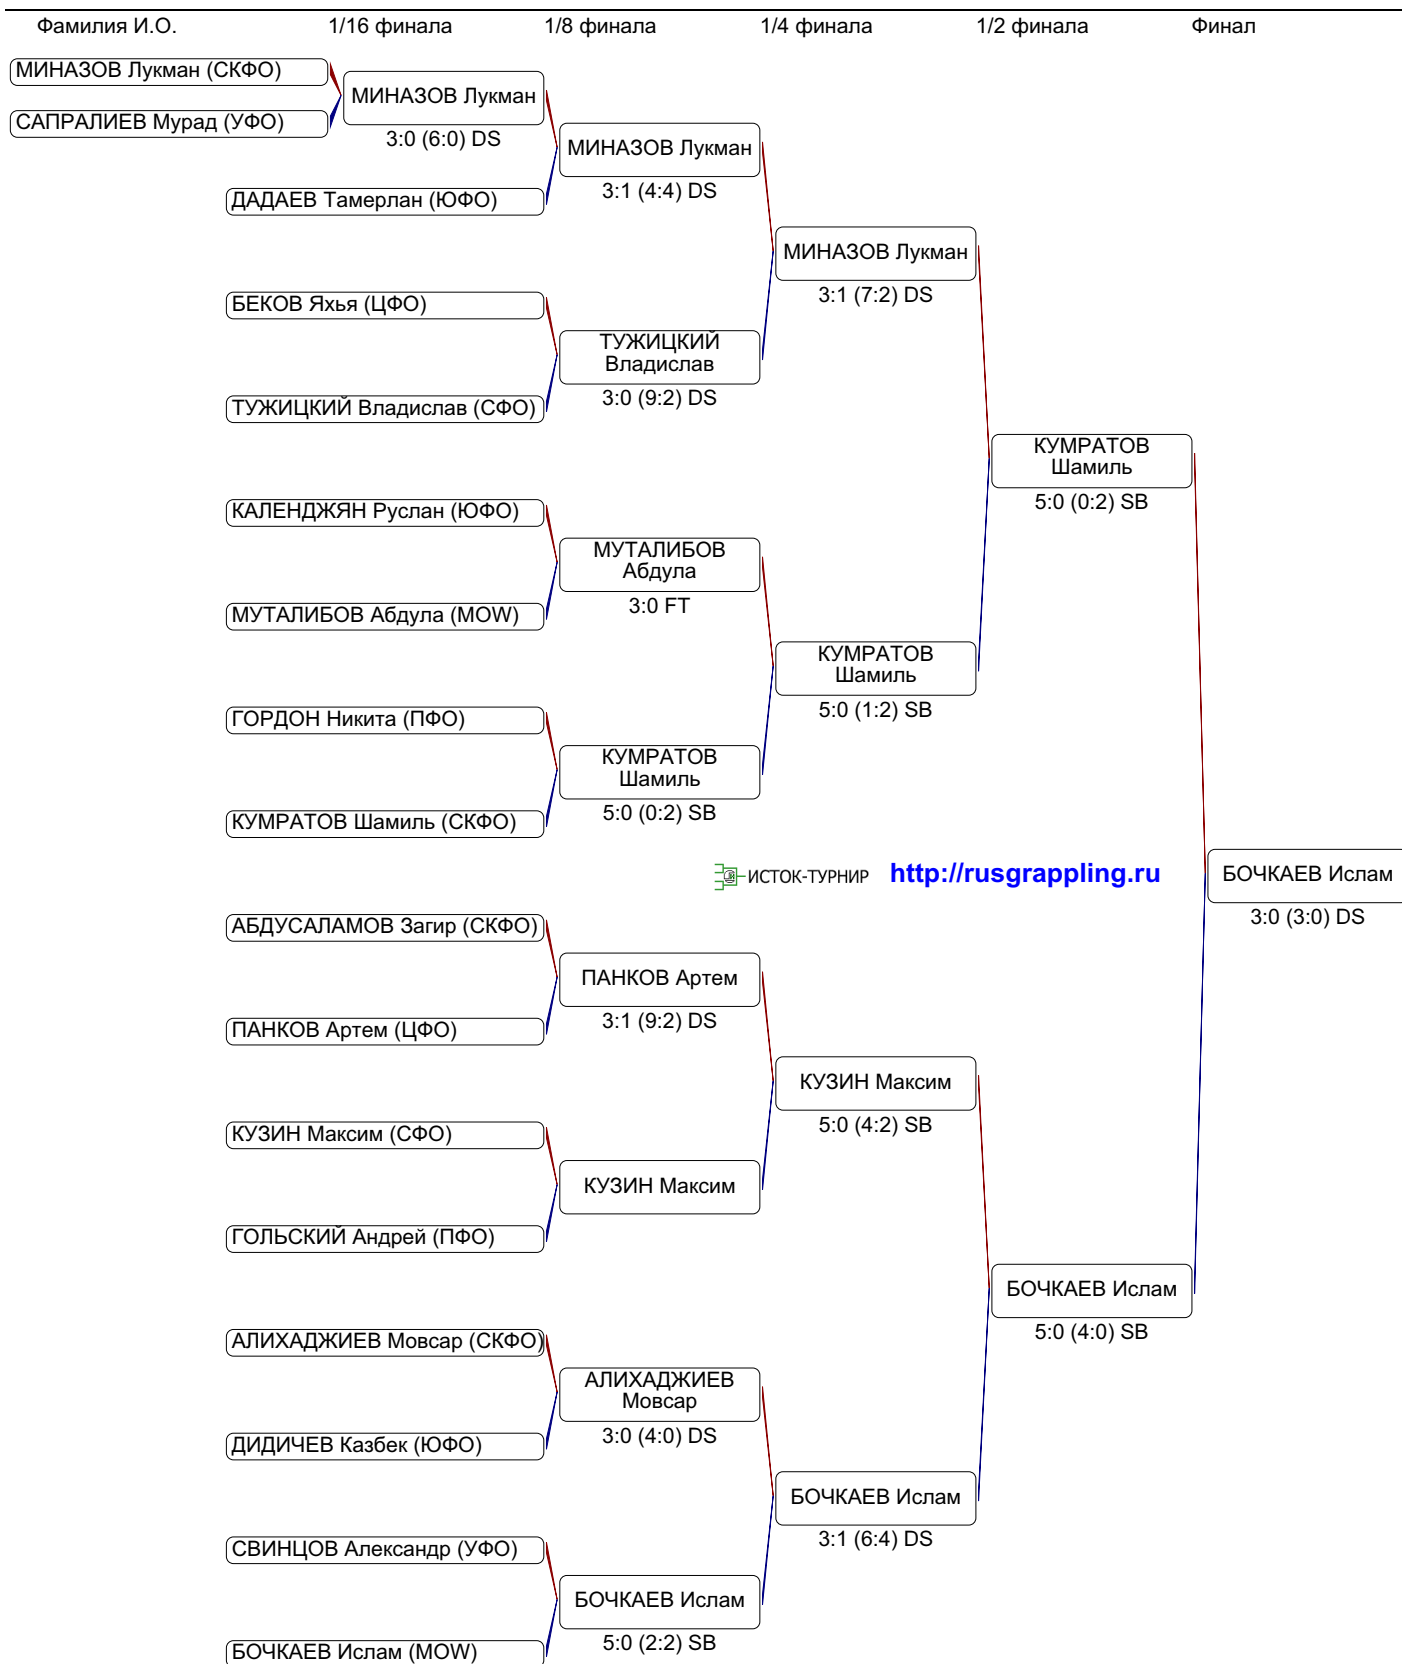 Фамилия И.О. 1/16 финала 1/8 финала 1/4 финала 1/2 финала Финал
МИНАЗОВ Лукман (СКФО)
САПРАЛИЕВ Мурад (УФО)
МИНАЗОВ Лукман
3:0 (6:0) DS
ДАДАЕВ Тамерлан (ЮФО)
МИНАЗОВ Лукман
3:1 (4:4) DS
БЕКОВ Яхья (ЦФО)
ТУЖИЦКИЙ Владислав (СФО)
ТУЖИЦКИЙ
Владислав
3:0 (9:2) DS
МИНАЗОВ Лукман
3:1 (7:2) DS
КАЛЕНДЖЯН Руслан (ЮФО)
МУТАЛИБОВ Абдула (MOW)
МУТАЛИБОВ
Абдула
3:0 FT
ГОРДОН Никита (ПФО)
КУМРАТОВ Шамиль (СКФО)
КУМРАТОВ
Шамиль
5:0 (0:2) SB
КУМРАТОВ
Шамиль
5:0 (1:2) SB
КУМРАТОВ
Шамиль
5:0 (0:2) SB
ИСТОК-ТУРНИР http://rusgrappling.ru
БОЧКАЕВ Ислам
3:0 (3:0) DS
АБДУСАЛАМОВ Загир (СКФО)
ПАНКОВ Артем (ЦФО)
ПАНКОВ Артем
3:1 (9:2) DS
КУЗИН Максим (СФО)
ГОЛЬСКИЙ Андрей (ПФО)
КУЗИН Максим
КУЗИН Максим
5:0 (4:2) SB
АЛИХАДЖИЕВ Мовсар (СКФО)
ДИДИЧЕВ Казбек (ЮФО)
АЛИХАДЖИЕВ
Мовсар
3:0 (4:0) DS
СВИНЦОВ Александр (УФО)
БОЧКАЕВ Ислам (MOW)
БОЧКАЕВ Ислам
5:0 (2:2) SB
БОЧКАЕВ Ислам
3:1 (6:4) DS
БОЧКАЕВ Ислам
5:0 (4:0) SB